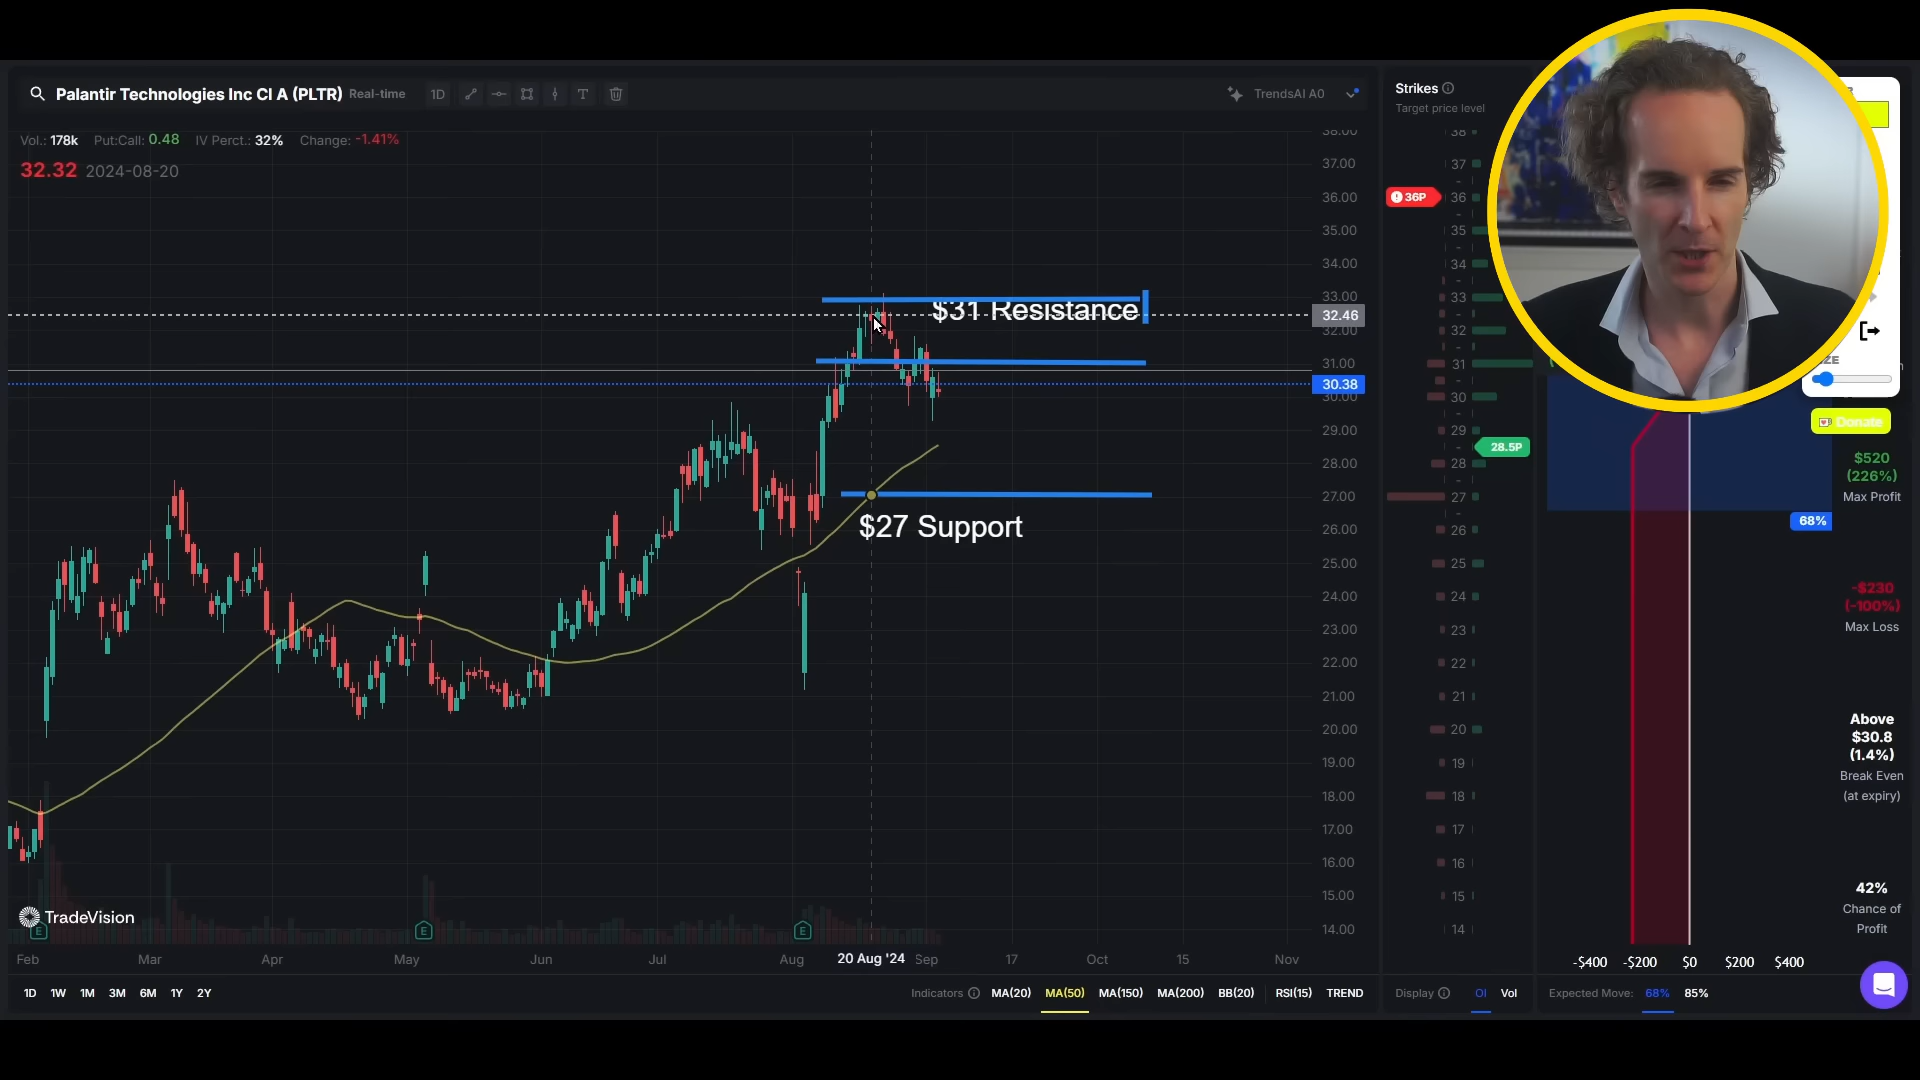 Palantir Technologies Inc Cl A (PLTR) Real-time 1D T TrendsAI A0
Vol.: 178k Put:Call: 0.48 IV Perct.: 32% Change: -1.41%
32.32 2024-08-20
$31 Resistance
$27 Support
38.00
37.00
36.00
35.00
34.00
33.00
32.46
32.00
31.00
30.38
30.00
29.00
28.00
27.00
26.00
25.00
24.00
23.00
22.00
21.00
20.00
19.00
18.00
17.00
16.00
15.00
14.00
TradeVision
E E E
Feb Mar Apr May Jun Jul Aug 20 Aug '24 Sep 17 Oct 15 Nov
1D 1W 1M 3M 6M 1Y 2Y
Indicators MA(20) MA(50) MA(150) MA(200) BB(20) RSI(15) TREND
Strikes
Target price level
38
37
36P 36
35
34
33
32
31
30
29
28.5P
28
27
26
25
24
23
22
21
20
19
18
17
16
15
14
Display OI Vol
Donate
$520
(226%)
Max Profit
68%
-$230
(-100%)
Max Loss
Above
$30.8
(1.4%)
Break Even
(at expiry)
42%
Chance of
Profit
-$400 -$200 $0 $200 $400
Expected Move: 68% 85%